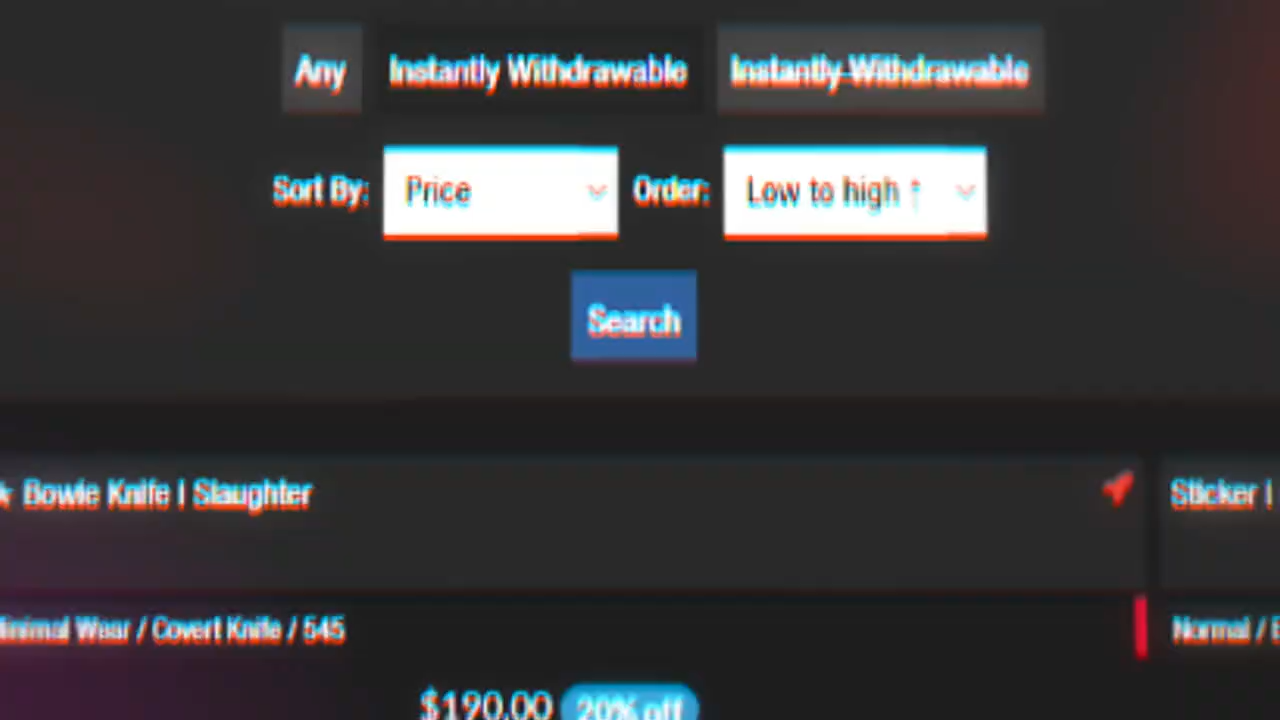 Any Instantly Withdrawable Instantly Withdrawable
Sort By: Price Order: Low to high ↑
Search
★ Bowie Knife | Slaughter Sticker |
Minimal Wear / Covert Knife / 545 Normal /
$190.00 20% off